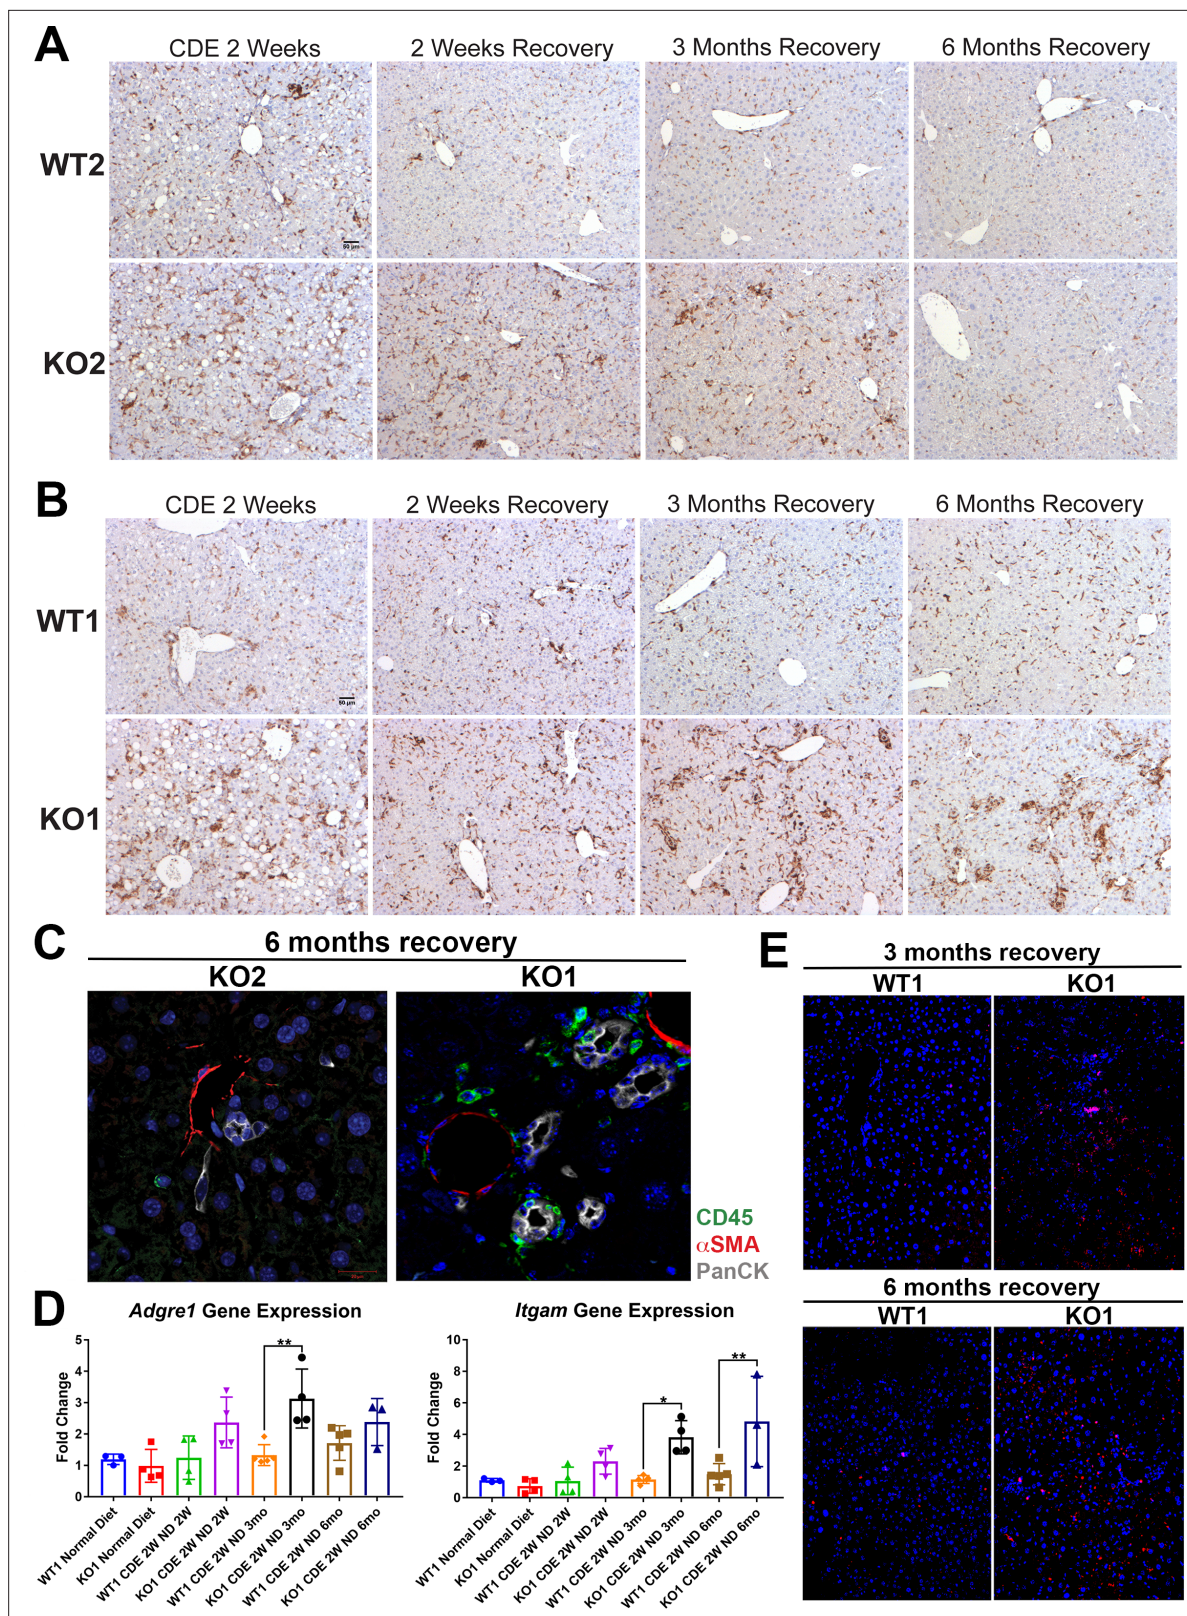 A
CDE 2 Weeks 2 Weeks Recovery 3 Months Recovery 6 Months Recovery
WT2
50 µm
KO2
B
CDE 2 Weeks 2 Weeks Recovery 3 Months Recovery 6 Months Recovery
WT1
50 µm
KO1
C
6 months recovery
KO2 KO1
CD45
αSMA
PanCK
E
3 months recovery
WT1 KO1
6 months recovery
WT1 KO1
D
Adgre1 Gene Expression
Fold Change
5
4
3
2
1
0
**
WT1 Normal Diet
KO1 Normal Diet
WT1 CDE 2W ND 2W
KO1 CDE 2W ND 2W
WT1 CDE 2W ND 3mo
KO1 CDE 2W ND 3mo
WT1 CDE 2W ND 6mo
KO1 CDE 2W ND 6mo
Itgam Gene Expression
Fold Change
10
8
6
4
2
0
*
**
WT1 Normal Diet
KO1 Normal Diet
WT1 CDE 2W ND 2W
KO1 CDE 2W ND 2W
WT1 CDE 2W ND 3mo
KO1 CDE 2W ND 3mo
WT1 CDE 2W ND 6mo
KO1 CDE 2W ND 6mo